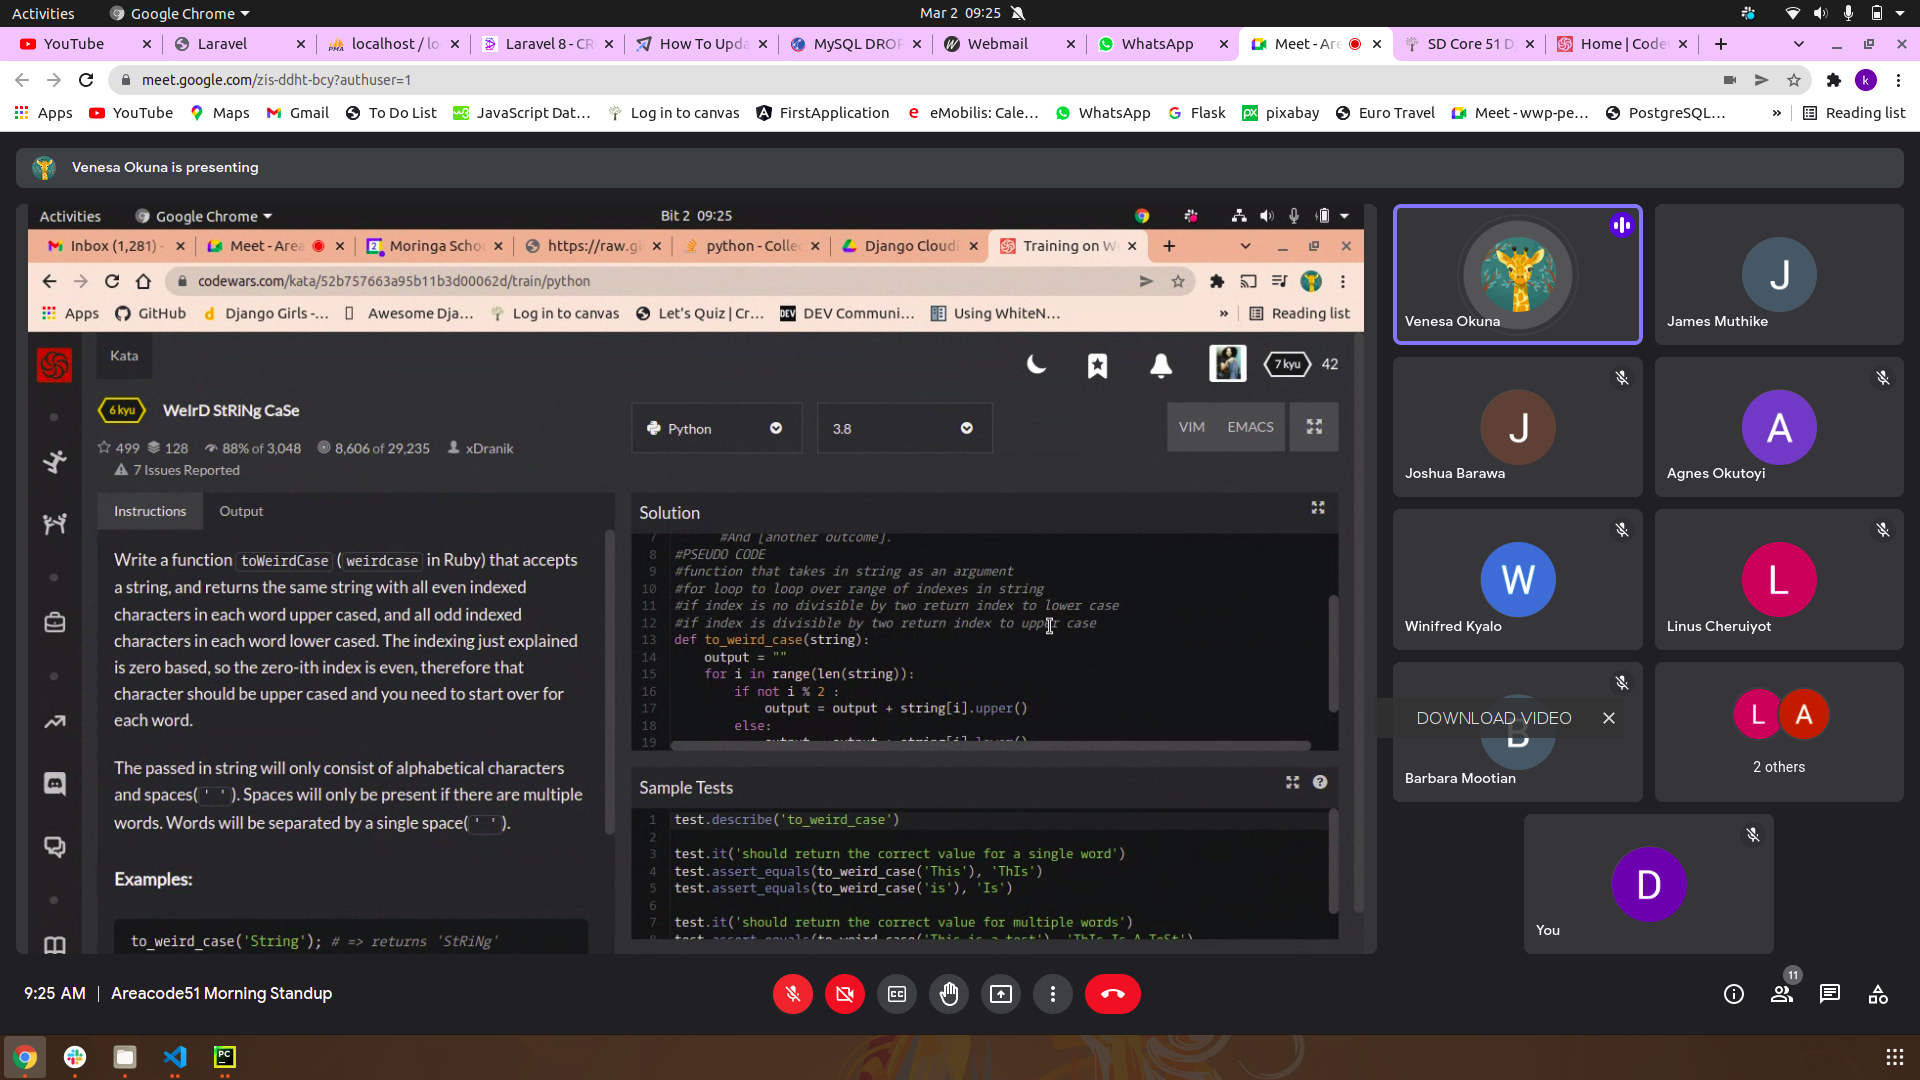 Activities Google Chrome Mar 2 09:25
YouTube Laravel localhost / lo Laravel 8 - CR How To Upda MySQL DROP Webmail WhatsApp Meet - Are SD Core 51 D Home | Code
meet.google.com/zis-ddht-bcy?authuser=1
Apps YouTube Maps Gmail To Do List JavaScript Dat... Log in to canvas FirstApplication eMobilis: Cale... WhatsApp Flask pixabay Euro Travel Meet - wwp-pe... PostgreSQL... » Reading list
Venesa Okuna is presenting
Activities Google Chrome Bit 2 09:25
Inbox (1,281) - Meet - Area Moringa Scho https://raw.gi python - Colle Django Cloudi Training on W
codewars.com/kata/52b757663a95b11b3d00062d/train/python
Apps GitHub Django Girls -... Awesome Dja... Log in to canvas Let's Quiz | Cr... DEV Communi... Using WhiteN... » Reading list
Kata
7 kyu 42
6 kyu WeIrD StRiNg CaSe
Python 3.8 VIM EMACS
499 128 88% of 3,048 8,606 of 29,235 xDranik
7 Issues Reported
Instructions Output
Write a function toWeirdCase (weirdcase in Ruby) that accepts
a string, and returns the same string with all even indexed
characters in each word upper cased, and all odd indexed
characters in each word lower cased. The indexing just explained
is zero based, so the zero-ith index is even, therefore that
character should be upper cased and you need to start over for
each word.
The passed in string will only consist of alphabetical characters
and spaces(' '). Spaces will only be present if there are multiple
words. Words will be separated by a single space(' ').
Examples:
to_weird_case('String'); # => returns 'StRiNg'
Solution
7 #And [another outcome].
8 #PSEUDO CODE
9 #function that takes in string as an argument
10 #for loop to loop over range of indexes in string
11 #if index is no divisible by two return index to lower case
12 #if index is divisible by two return index to upper case
13 def to_weird_case(string):
14 output = ""
15 for i in range(len(string)):
16 if not i % 2 :
17 output = output + string[i].upper()
18 else:
19 output = output + string[i].lower()
Sample Tests
1 test.describe('to_weird_case')
2
3 test.it('should return the correct value for a single word')
4 test.assert_equals(to_weird_case('This'), 'ThIs')
5 test.assert_equals(to_weird_case('is'), 'Is')
6
7 test.it('should return the correct value for multiple words')
8 test.assert_equals(to_weird_case('This is a test'), 'ThIs Is A TeSt')
Venesa Okuna
J
James Muthike
J
Joshua Barawa
A
Agnes Okutoyi
W
Winifred Kyalo
L
Linus Cheruiyot
DOWNLOAD VIDEO
B
Barbara Mootian
L A
2 others
D
You
9:25 AM | Areacode51 Morning Standup
11